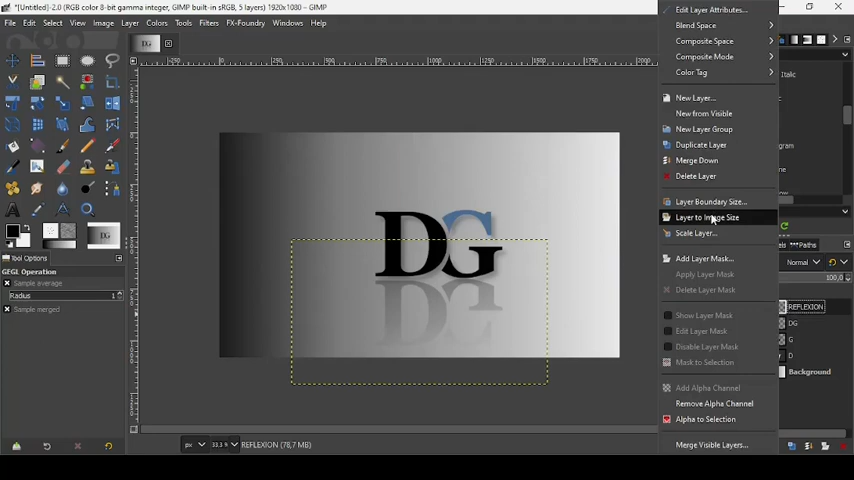 *[Untitled]-2.0 (RGB color 8-bit gamma integer, GIMP built-in sRGB, 5 layers) 1920x1080 – GIMP
File Edit Select View Image Layer Colors Tools Filters FX-Foundry Windows Help
DG
Tool Options
GEGL Operation
Sample average
Radius 1
Sample merged
DG
DG
px 33.3 % REFLEXION (78,7 MB)
Edit Layer Attributes...
Blend Space
Composite Space
Composite Mode
Color Tag
New Layer...
New from Visible
New Layer Group
Duplicate Layer
Merge Down
Delete Layer
Layer Boundary Size...
Layer to Image Size
Scale Layer...
Add Layer Mask...
Apply Layer Mask
Delete Layer Mask
Show Layer Mask
Edit Layer Mask
Disable Layer Mask
Mask to Selection
Add Alpha Channel
Remove Alpha Channel
Alpha to Selection
Merge Visible Layers...
Paths
Normal
100,0
REFLEXION
DG
G
D
Background